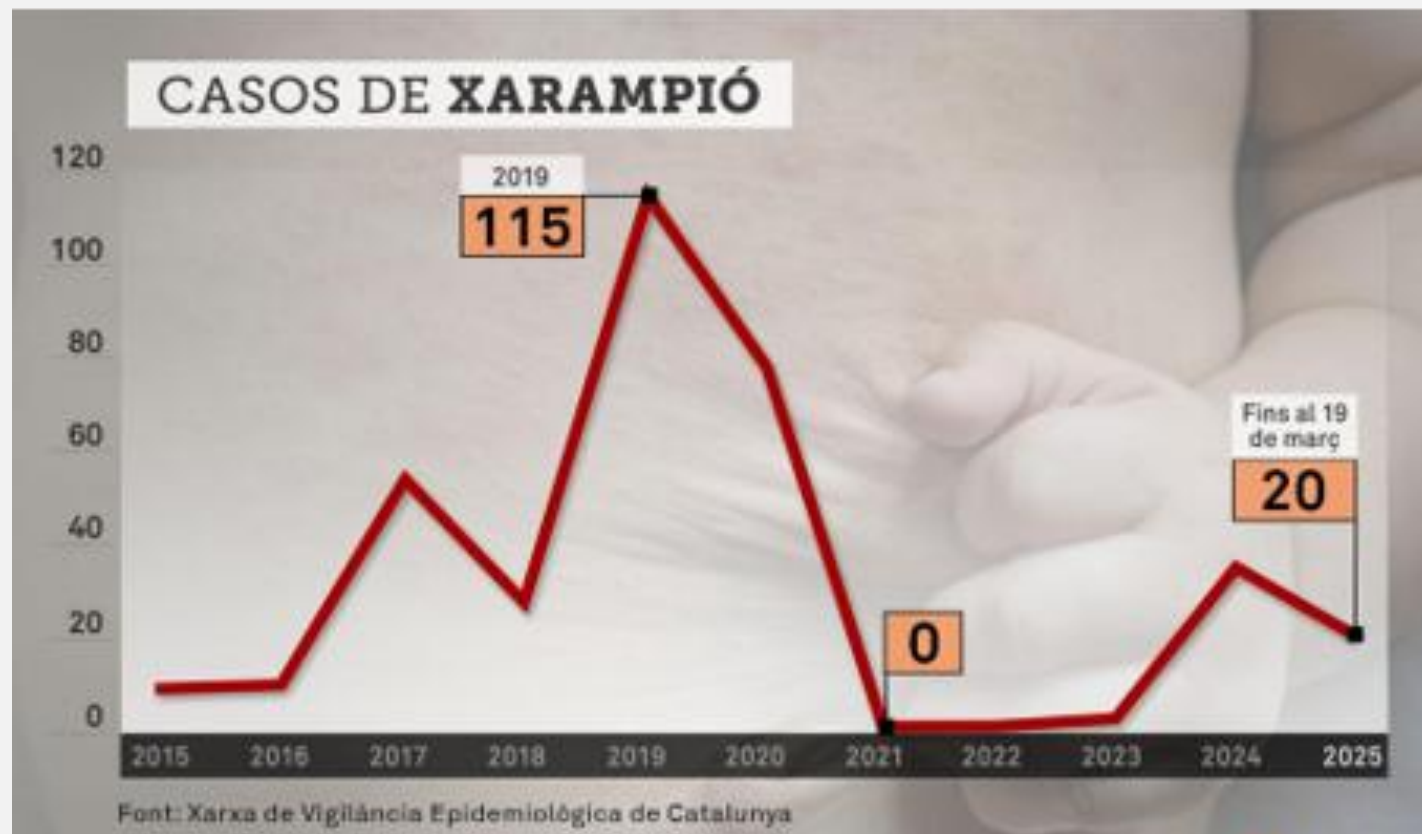 CASOS DE XARAMPIÓ
120
100
80
60
40
20
0
2019
115
0
Fins al 19
de març
20
2015 2016 2017 2018 2019 2020 2021 2022 2023 2024 2025
Font: Xarxa de Vigilància Epidemiològica de Catalunya